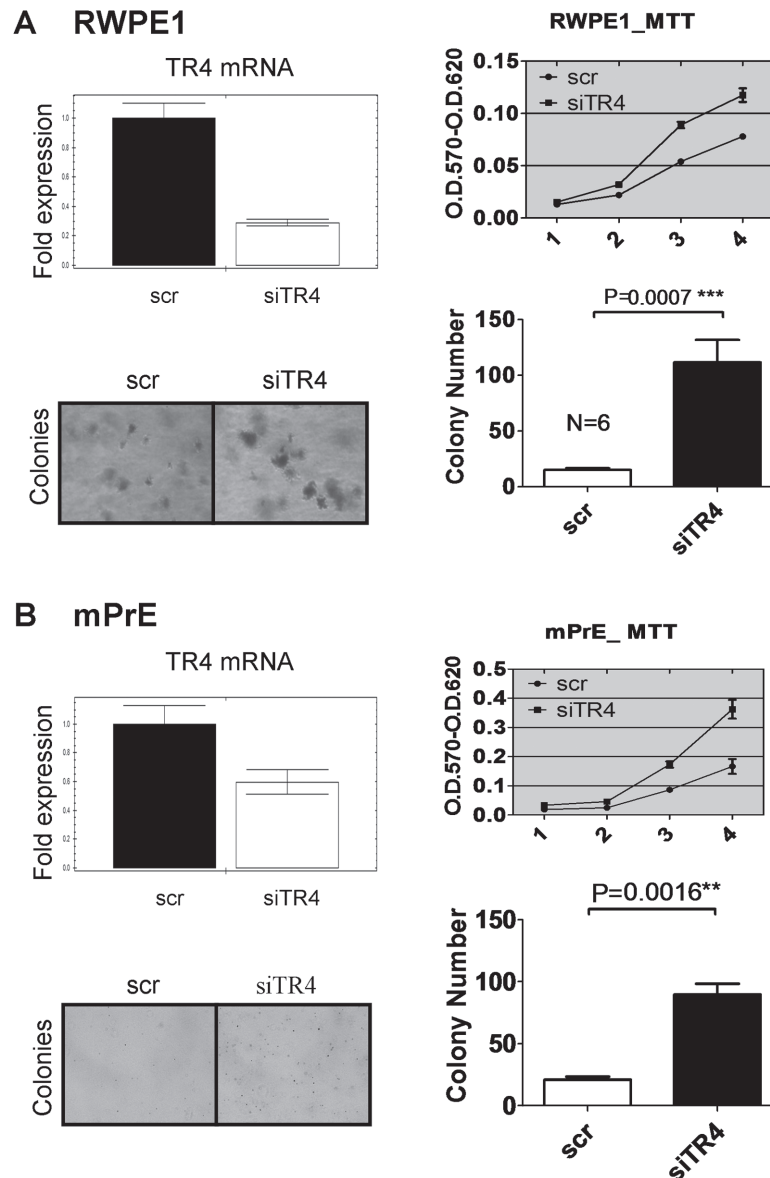 A RWPE1
TR4 mRNA
Fold expression
1.0
0.8
0.6
0.4
0.2
0.0
scr siTR4
RWPE1_MTT
O.D.570-O.D.620
scr
siTR4
0.15
0.10
0.05
0.00
1 2 3 4
Colonies
scr siTR4
P=0.0007 ***
Colony Number
150
100
50
0
N=6
scr siTR4
B mPrE
TR4 mRNA
Fold expression
1.0
0.8
0.6
0.4
0.2
0.0
scr siTR4
mPrE_ MTT
O.D.570-O.D.620
scr
siTR4
0.5
0.4
0.3
0.2
0.1
0.0
1 2 3 4
Colonies
scr siTR4
P=0.0016**
Colony Number
150
100
50
0
scr siTR4